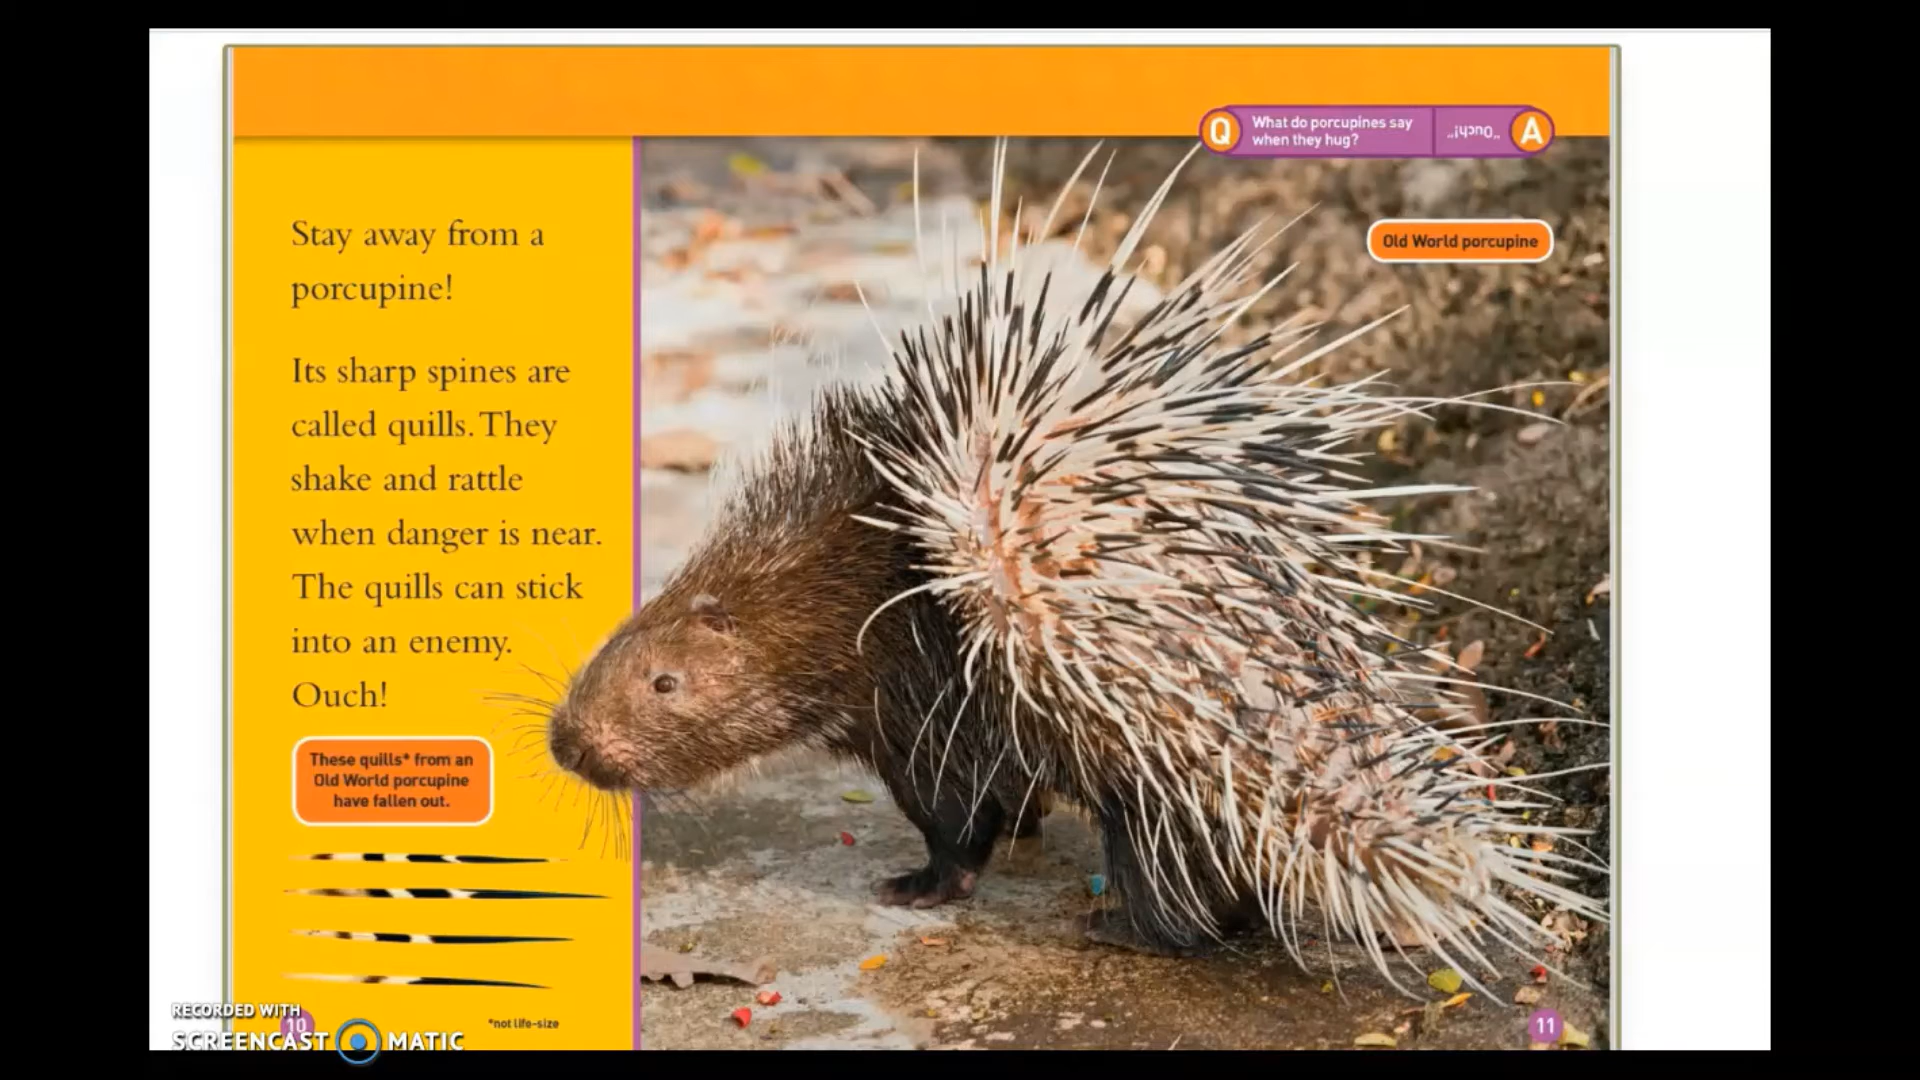 Q
What do porcupines say
when they hug?
"Ouch!"
A
Old World porcupine
Stay away from a
porcupine!
Its sharp spines are
called quills. They
shake and rattle
when danger is near.
The quills can stick
into an enemy.
Ouch!
These quills* from an
Old World porcupine
have fallen out.
*not life-size
10
11
RECORDED WITH
SCREENCAST MATIC